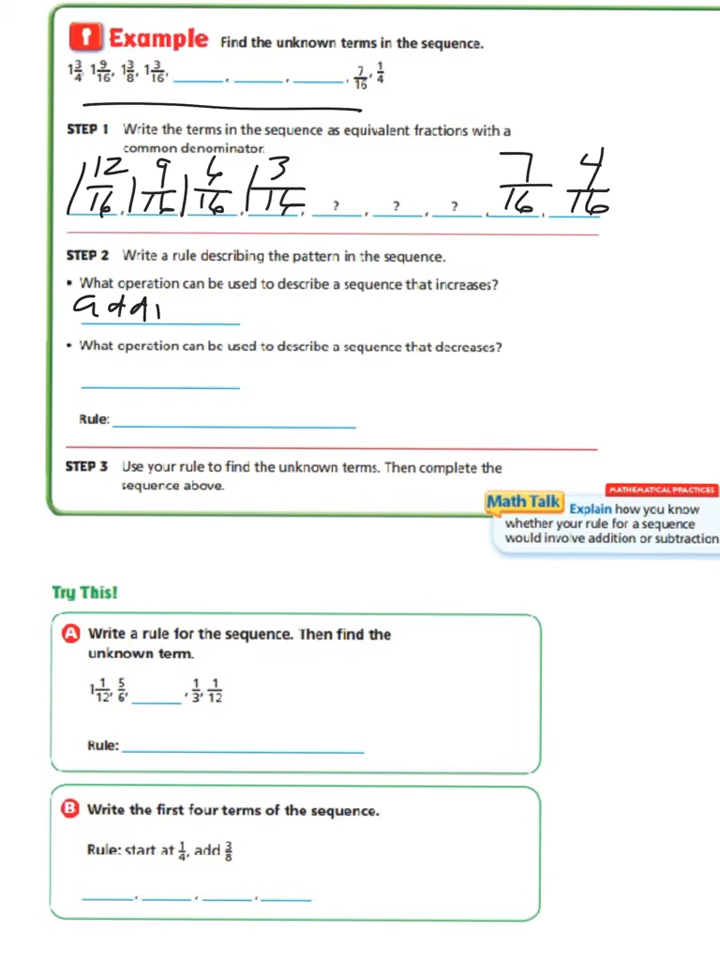 ! Example Find the unknown terms in the sequence.
1 3/4, 1 9/16, 1 3/8, 1 3/16, ______, ______, ______, 7/16, 1/4
STEP 1 Write the terms in the sequence as equivalent fractions with a
common denominator.
1 12/16, 1 9/16, 1 6/16, 1 3/16, ?, ?, ?, 7/16, 4/16
STEP 2 Write a rule describing the pattern in the sequence.
• What operation can be used to describe a sequence that increases?
addi
• What operation can be used to describe a sequence that decreases?
Rule:
STEP 3 Use your rule to find the unknown terms. Then complete the
sequence above.
MATHEMATICAL PRACTICES
Math Talk Explain how you know
whether your rule for a sequence
would involve addition or subtraction
Try This!
A Write a rule for the sequence. Then find the
unknown term.
1 1/12, 5/6, ______, 1/3, 1/12
Rule:
B Write the first four terms of the sequence.
Rule: start at 1/4, add 3/8